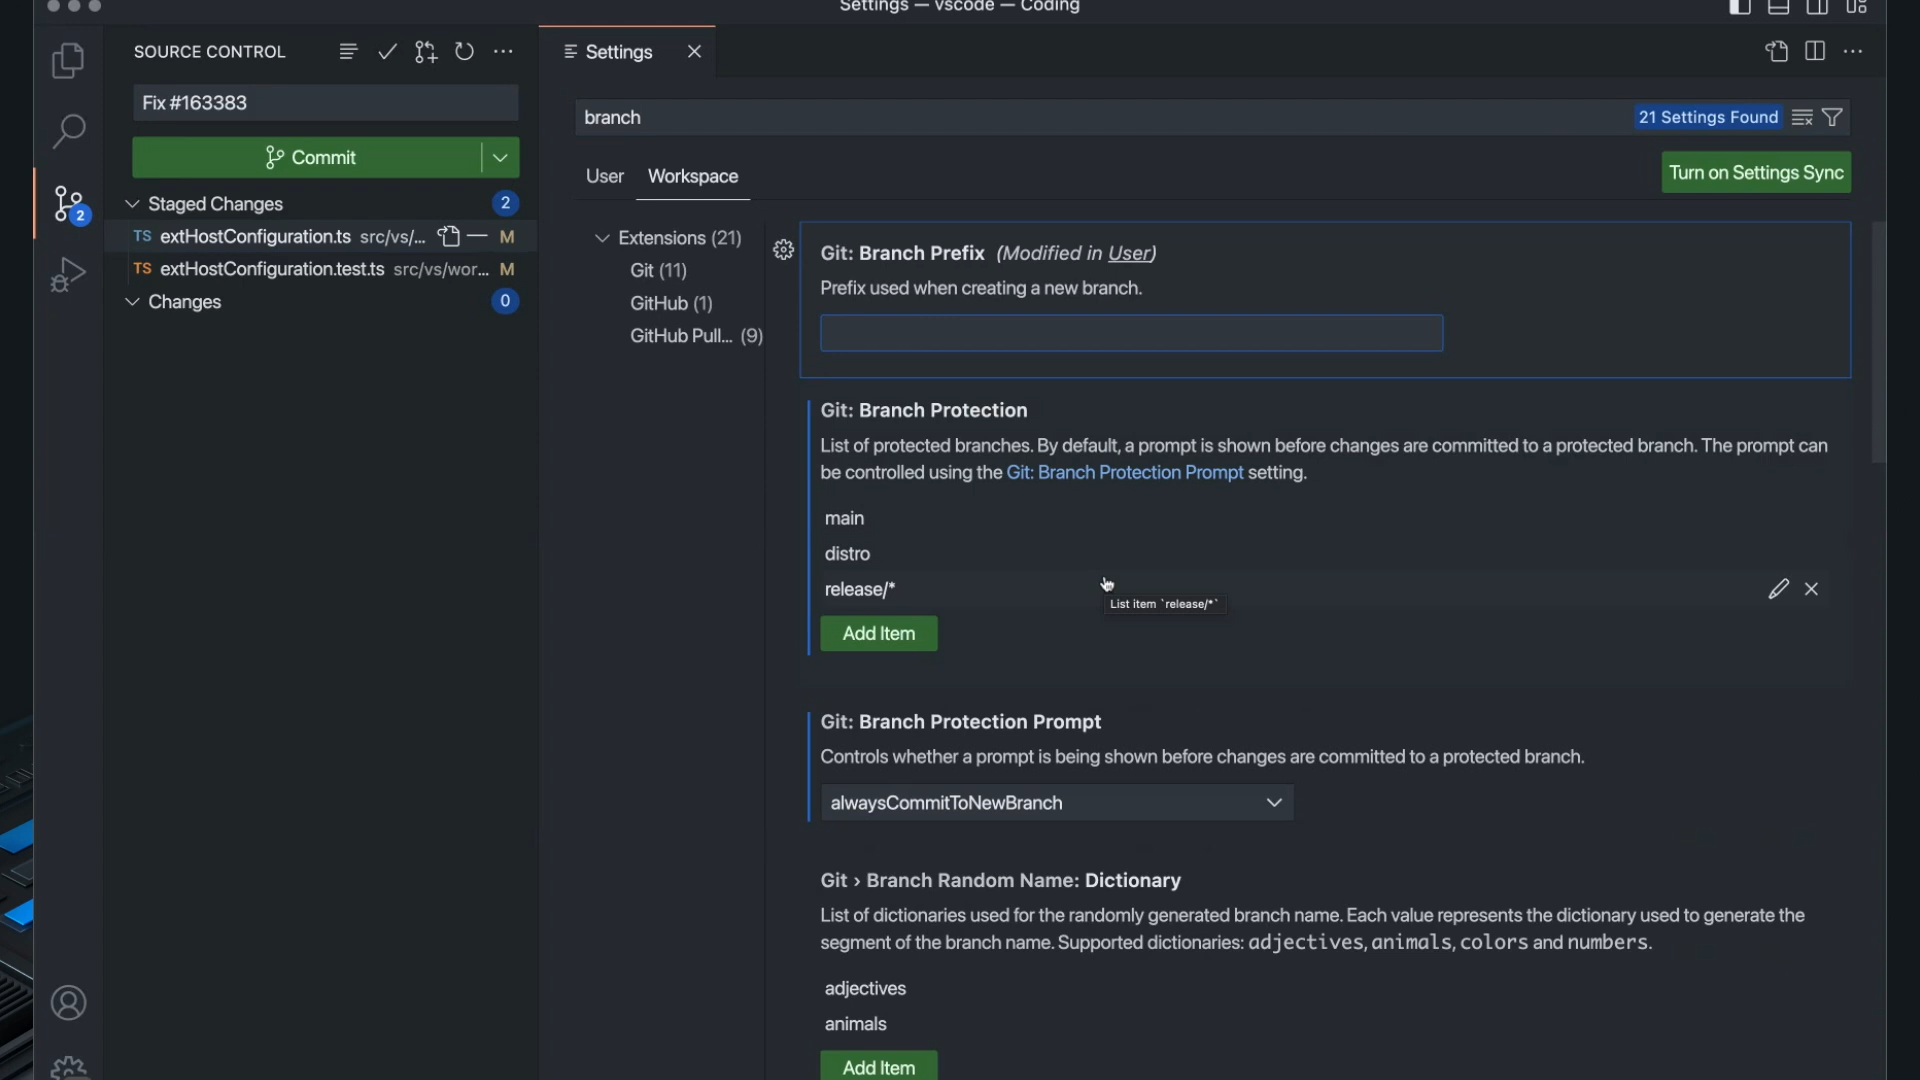 Settings — vscode — Coding
SOURCE CONTROL
Settings
Fix #163383
branch
21 Settings Found
Commit
User
Workspace
Turn on Settings Sync
Staged Changes
2
2
TS extHostConfiguration.ts src/vs/... M
TS extHostConfiguration.test.ts src/vs/wor... M
Changes
0
Extensions (21)
Git (11)
GitHub (1)
GitHub Pull... (9)
Git: Branch Prefix (Modified in User)
Prefix used when creating a new branch.
Git: Branch Protection
List of protected branches. By default, a prompt is shown before changes are committed to a protected branch. The prompt can
be controlled using the Git: Branch Protection Prompt setting.
main
distro
release/*
List item `release/*`
Add Item
Git: Branch Protection Prompt
Controls whether a prompt is being shown before changes are committed to a protected branch.
alwaysCommitToNewBranch
Git › Branch Random Name: Dictionary
List of dictionaries used for the randomly generated branch name. Each value represents the dictionary used to generate the
segment of the branch name. Supported dictionaries: adjectives, animals, colors and numbers.
adjectives
animals
Add Item